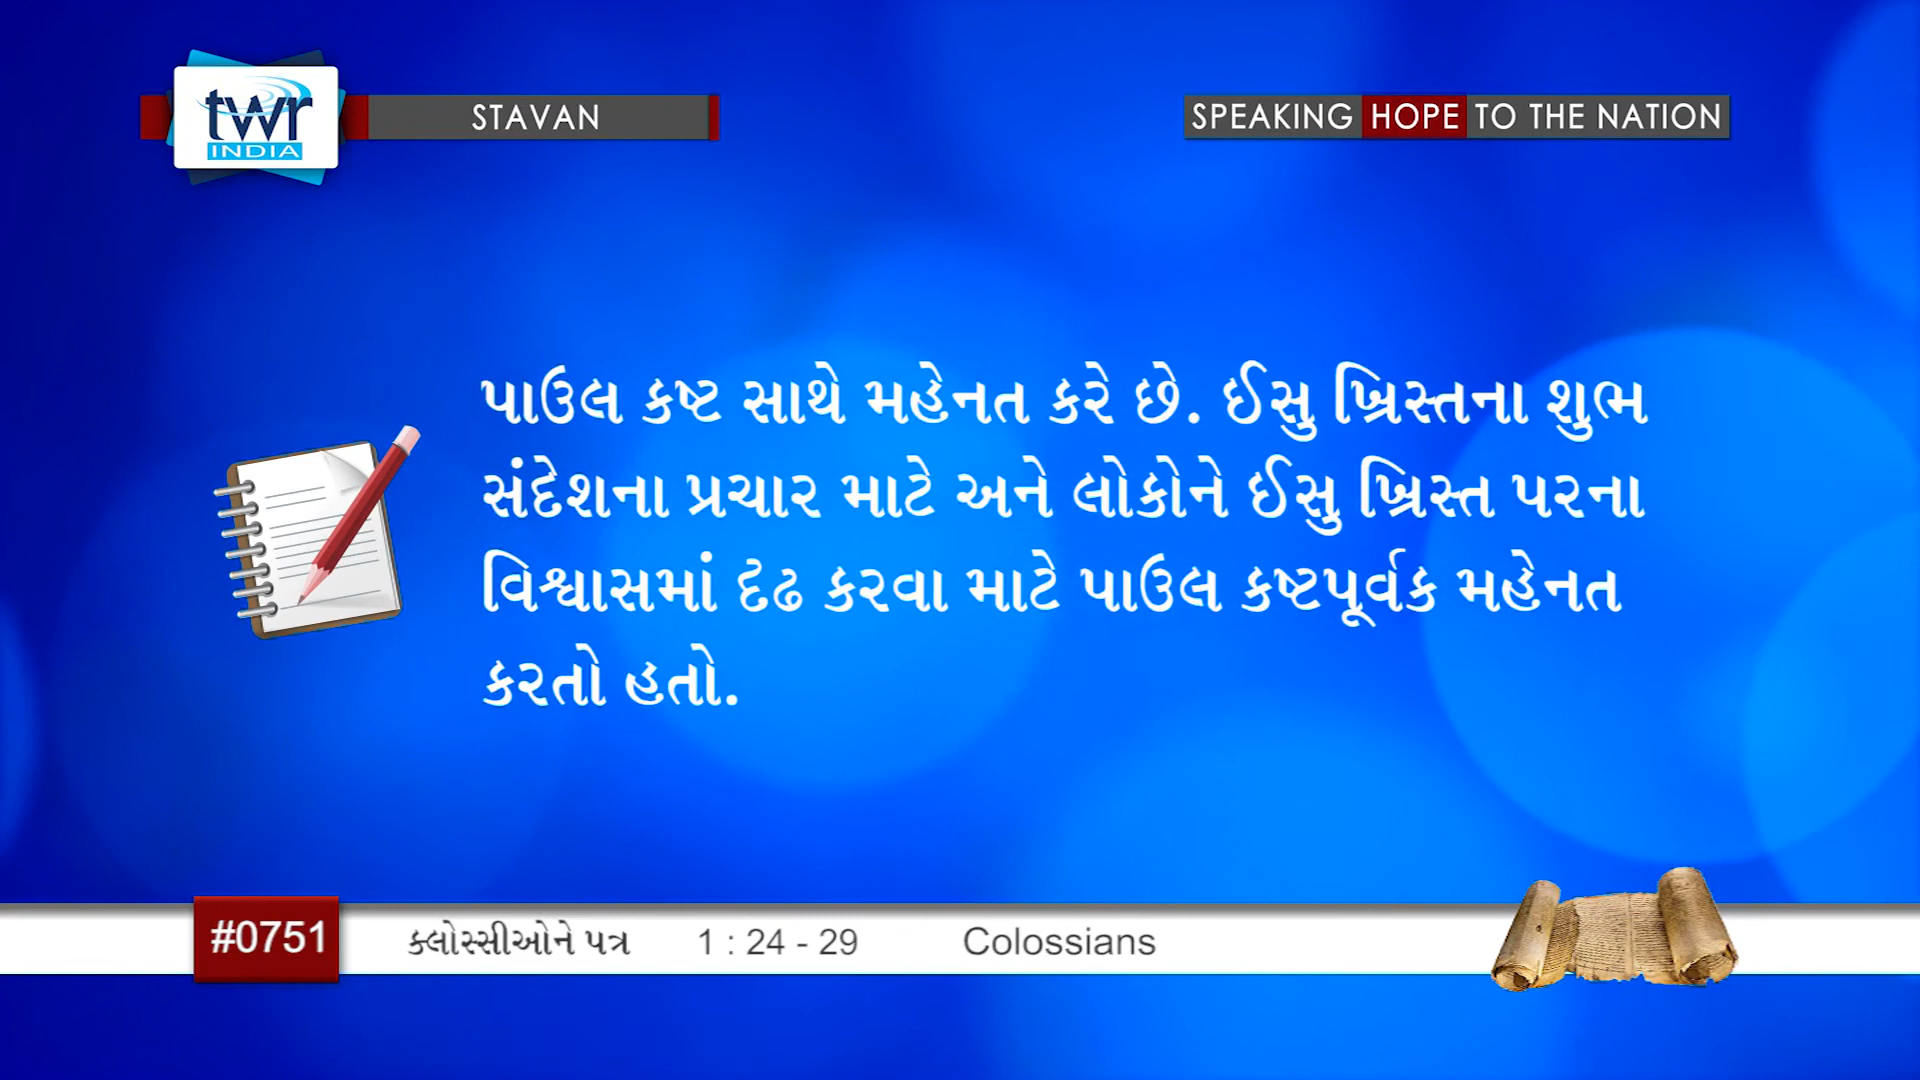 twr
INDIA
STAVAN
SPEAKING HOPE TO THE NATION
પાઉલ કષ્ટ સાથે મહેનત કરે છે. ઈસુ ખ્રિસ્તના શુભ
સંદેશના પ્રચાર માટે અને લોકોને ઈસુ ખ્રિસ્ત પરના
વિશ્વાસમાં દૃઢ કરવા માટે પાઉલ કષ્ટપૂર્વક મહેનત
કરતો હતો.
#0751 ક્લોસ્સીઓને પત્ર 1 : 24 - 29 Colossians